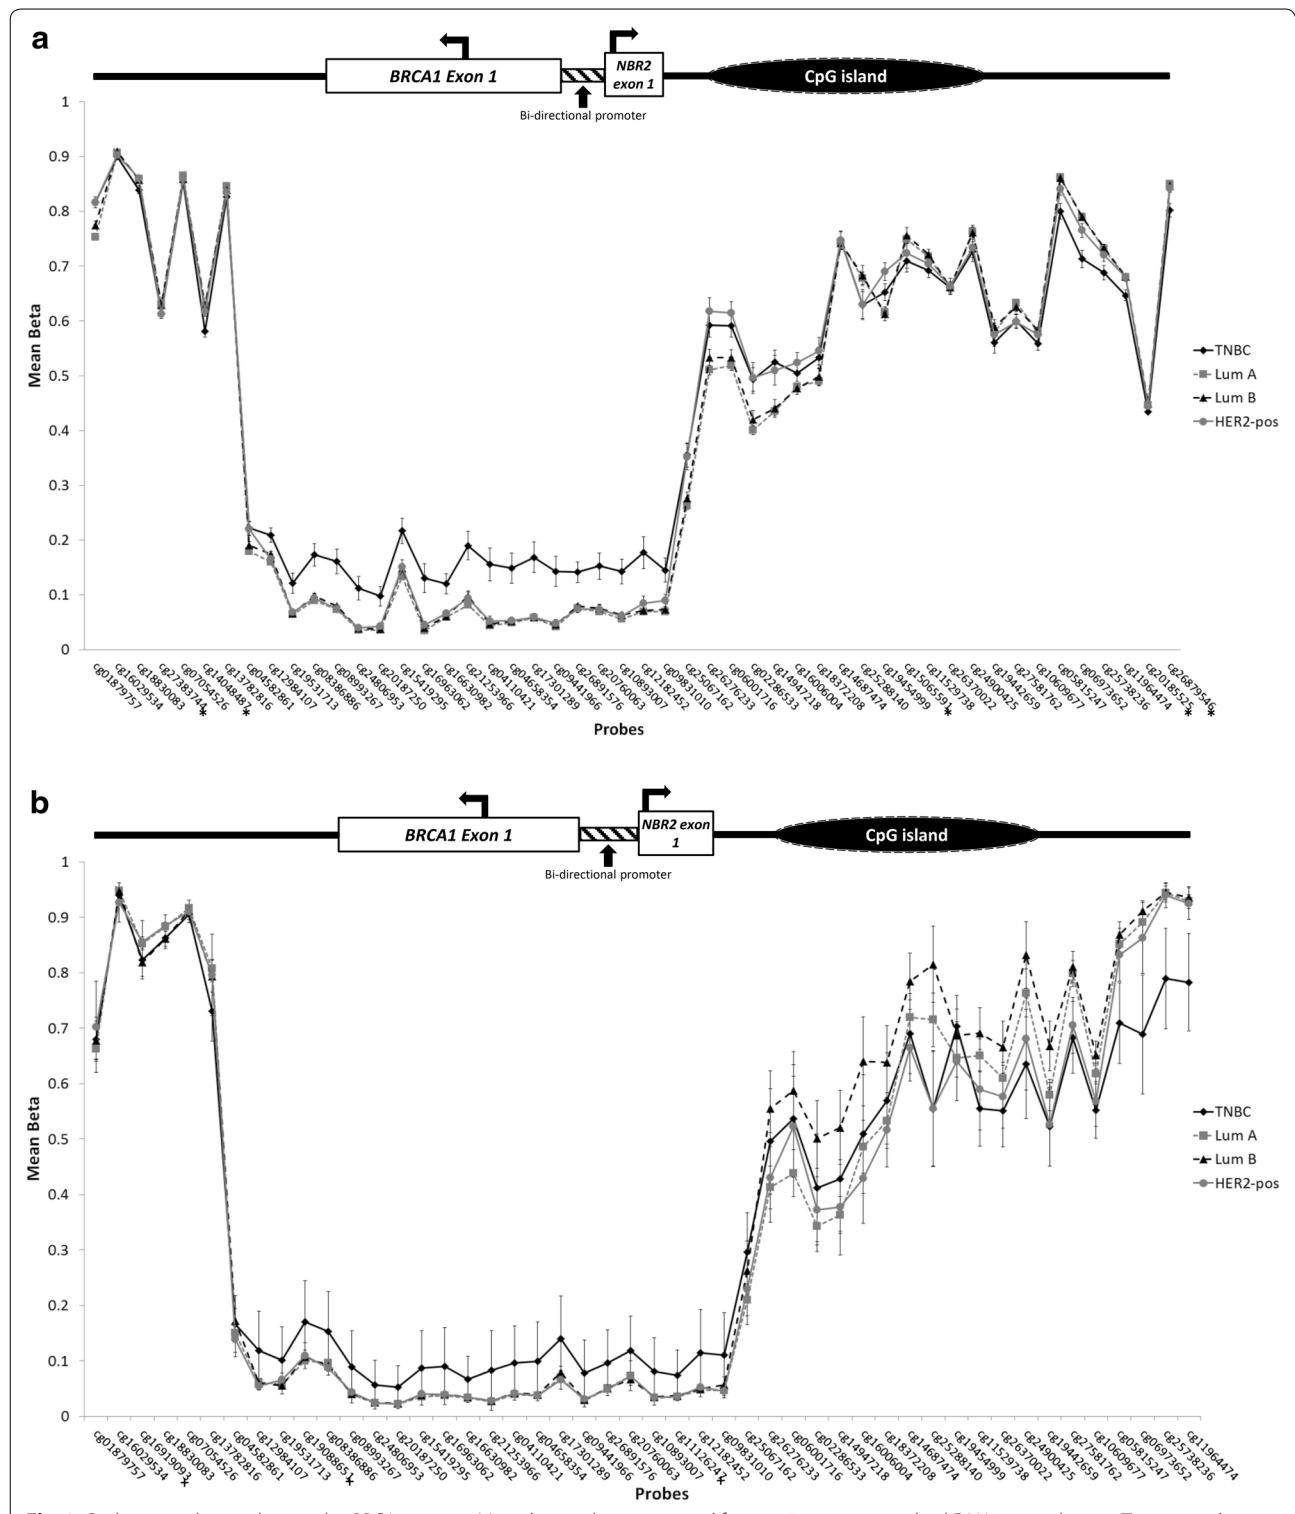 a
BRCA1 Exon 1
NBR2
exon 1
CpG island
Bi-directional promoter
1
0.9
0.8
0.7
0.6
0.5
0.4
0.3
0.2
0.1
0
Mean Beta
TNBC
Lum A
Lum B
HER2-pos
cg01879757
cg16029534
cg18830083
cg27383744*
cg07054526
cg14048487*
cg13782816
cg04582861
cg12984107
cg19531713
cg08386886
cg08993267
cg24806953
cg20187250
cg15419295
cg16963062
cg16630982
cg21253966
cg04110421
cg04658354
cg17301289
cg09441966
cg26891576
cg20760063
cg10893007
cg12182452
cg09831010
cg25067162
cg26276233
cg06001716
cg02286533
cg14947218
cg16006004
cg18372208
cg14687474
cg25288140
cg19454999
cg15065591*
cg11529738
cg26370022
cg24900425
cg19442659
cg27581762
cg10609677
cg05815247
cg06973652
cg25738236
cg11964474
cg20185525*
cg26879546*
Probes
b
BRCA1 Exon 1
NBR2 exon
1
CpG island
Bi-directional promoter
1
0.9
0.8
0.7
0.6
0.5
0.4
0.3
0.2
0.1
0
Mean Beta
TNBC
Lum A
Lum B
HER2-pos
cg01879757
cg16029534
cg16919093*
cg18830083
cg07054526
cg13782816
cg04582861
cg12984107
cg19531713
cg19088651*
cg08386886
cg08993267
cg24806953
cg20187250
cg15419295
cg16963062
cg16630982
cg21253966
cg04110421
cg04658354
cg17301289
cg09441966
cg26891576
cg20760063
cg10893007
cg11126247*
cg12182452
cg09831010
cg25067162
cg26276233
cg06001716
cg02286533
cg14947218
cg16006004
cg18372208
cg14687474
cg25288140
cg19454999
cg11529738
cg26370022
cg24900425
cg19442659
cg27581762
cg10609677
cg05815247
cg06973652
cg25738236
cg11964474
Probes